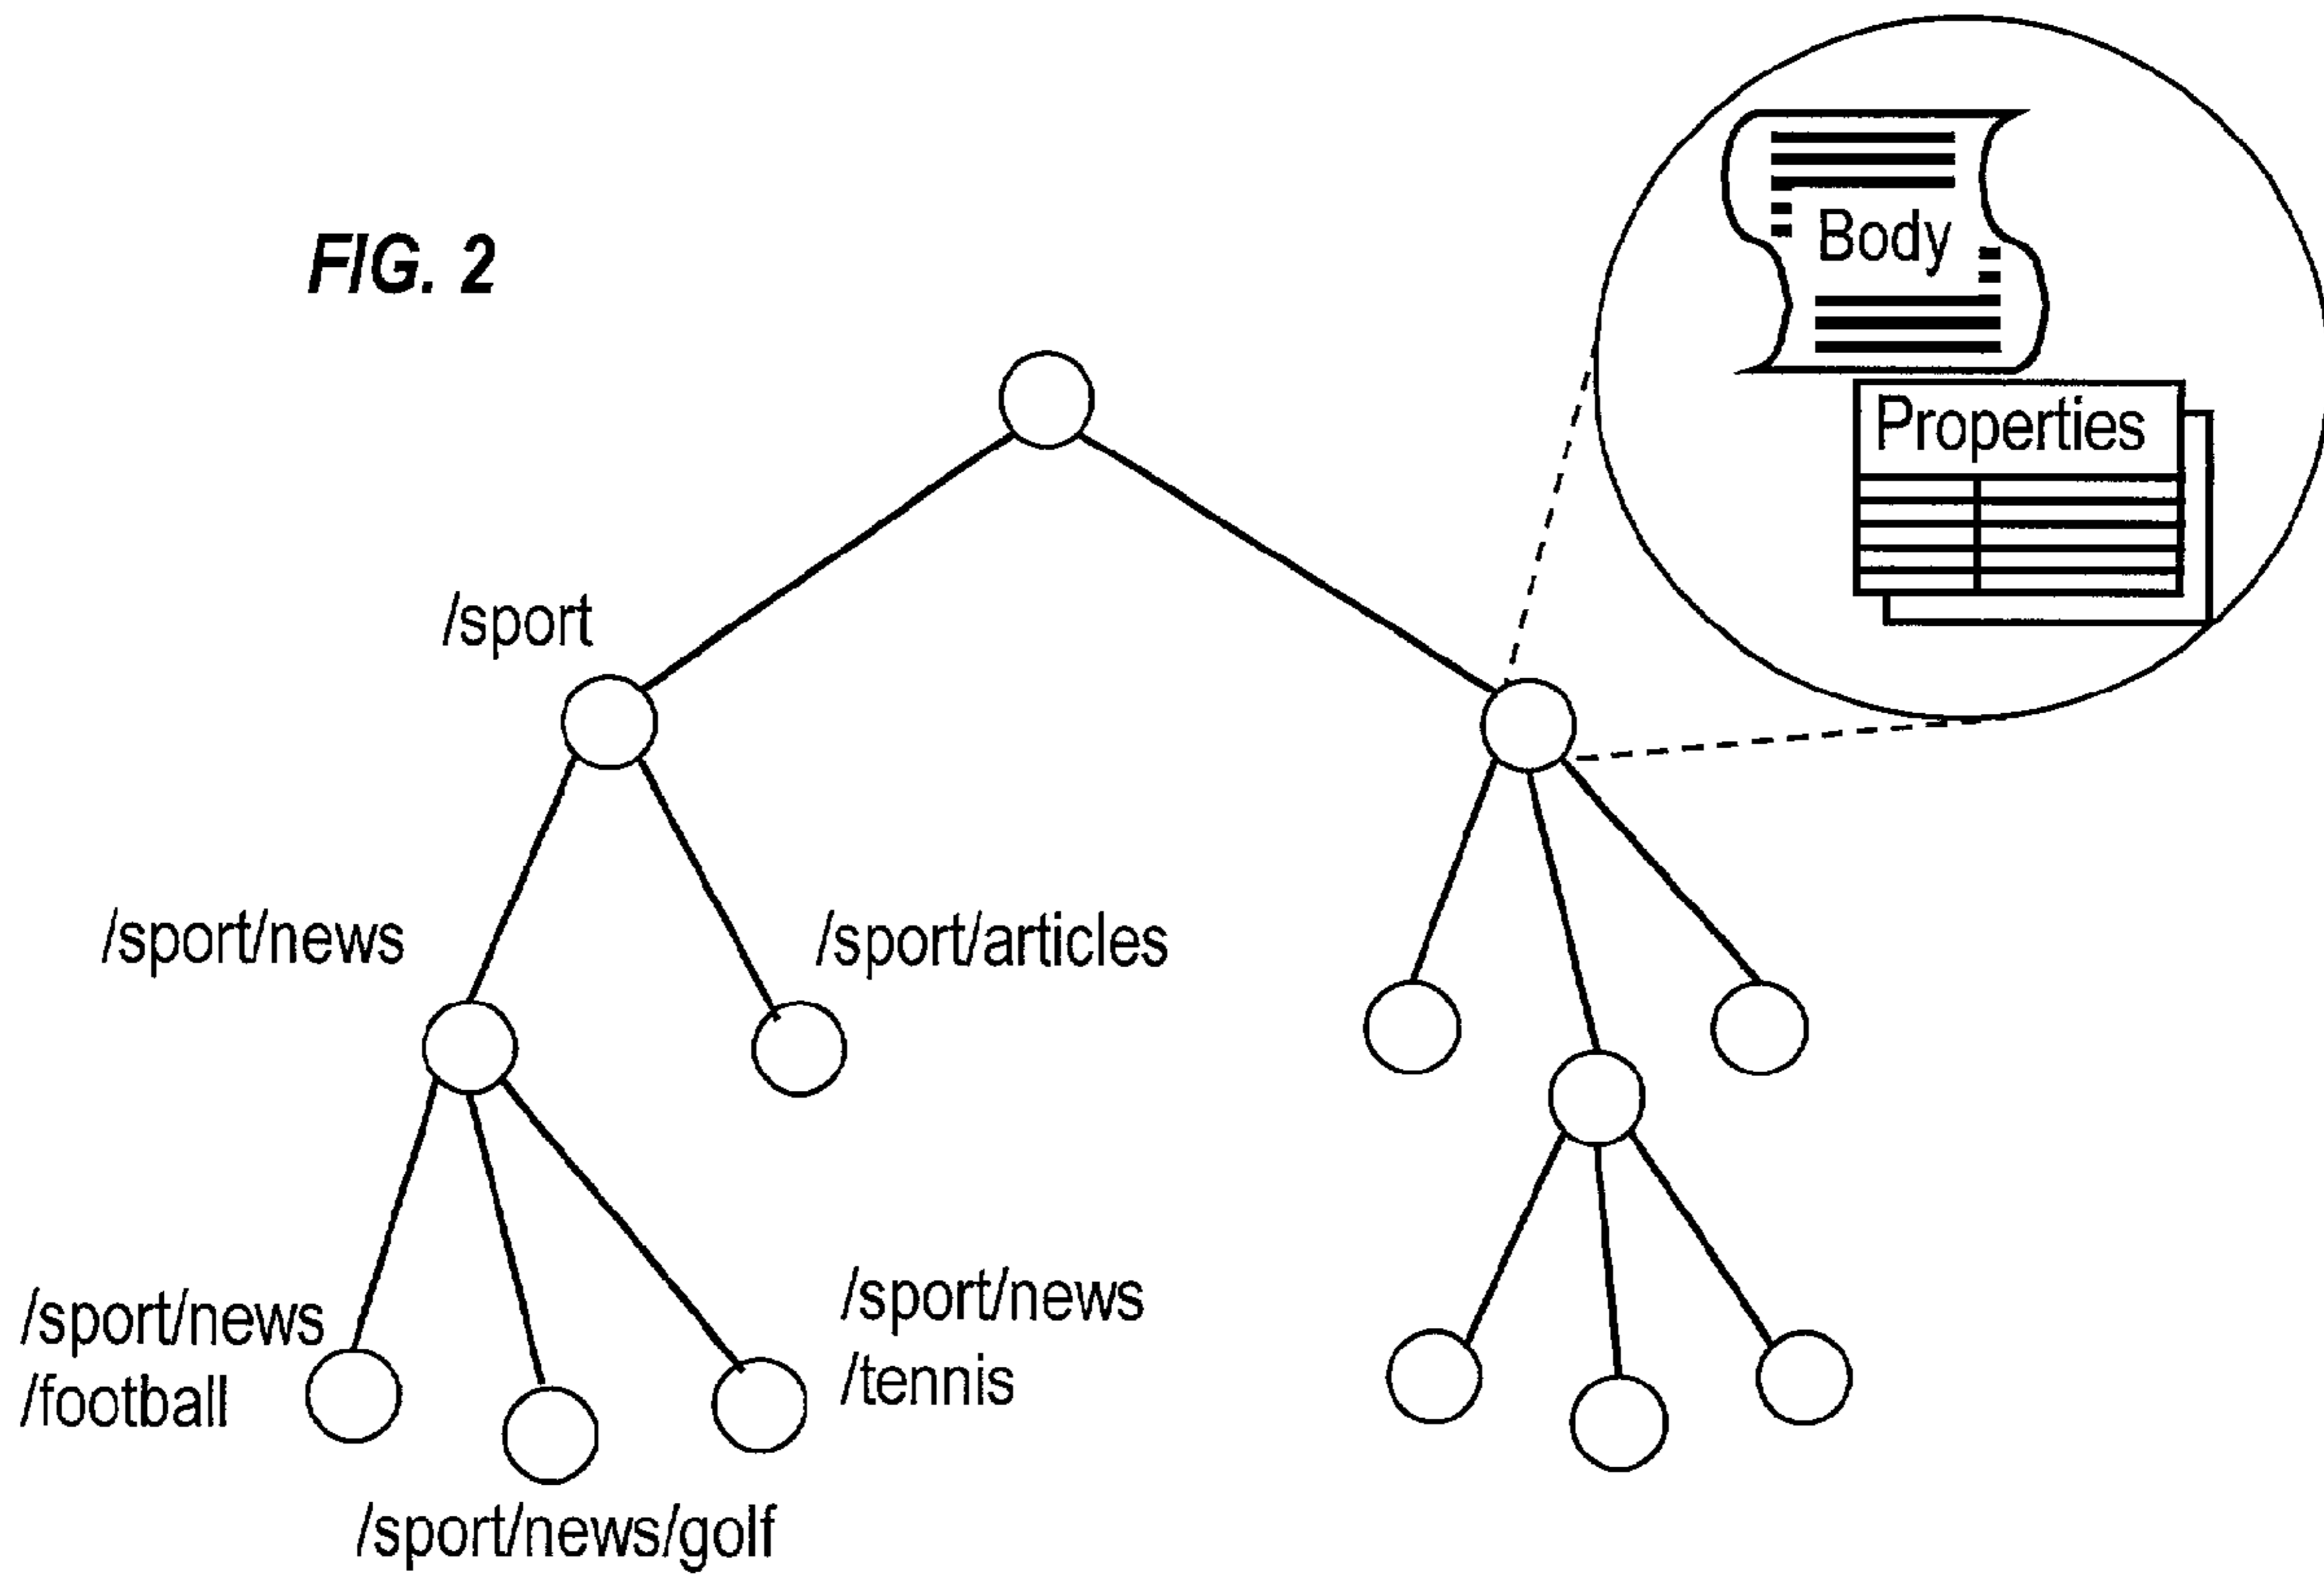 FIG. 2
Body
Properties
/sport
/sport/news
/sport/articles
/sport/news
/football
/sport/news
/tennis
/sport/news/golf